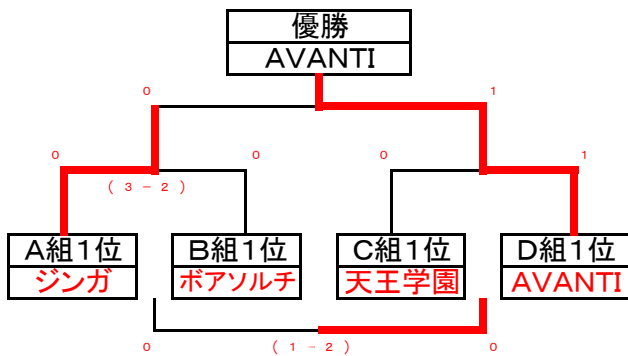 優勝
AVANTI
0 1
0 0 0 1
(3-2)
A組1位 B組1位 C組1位 D組1位
ジンガ ボアソルチ 天王学園 AVANTI
0 (1-2) 0